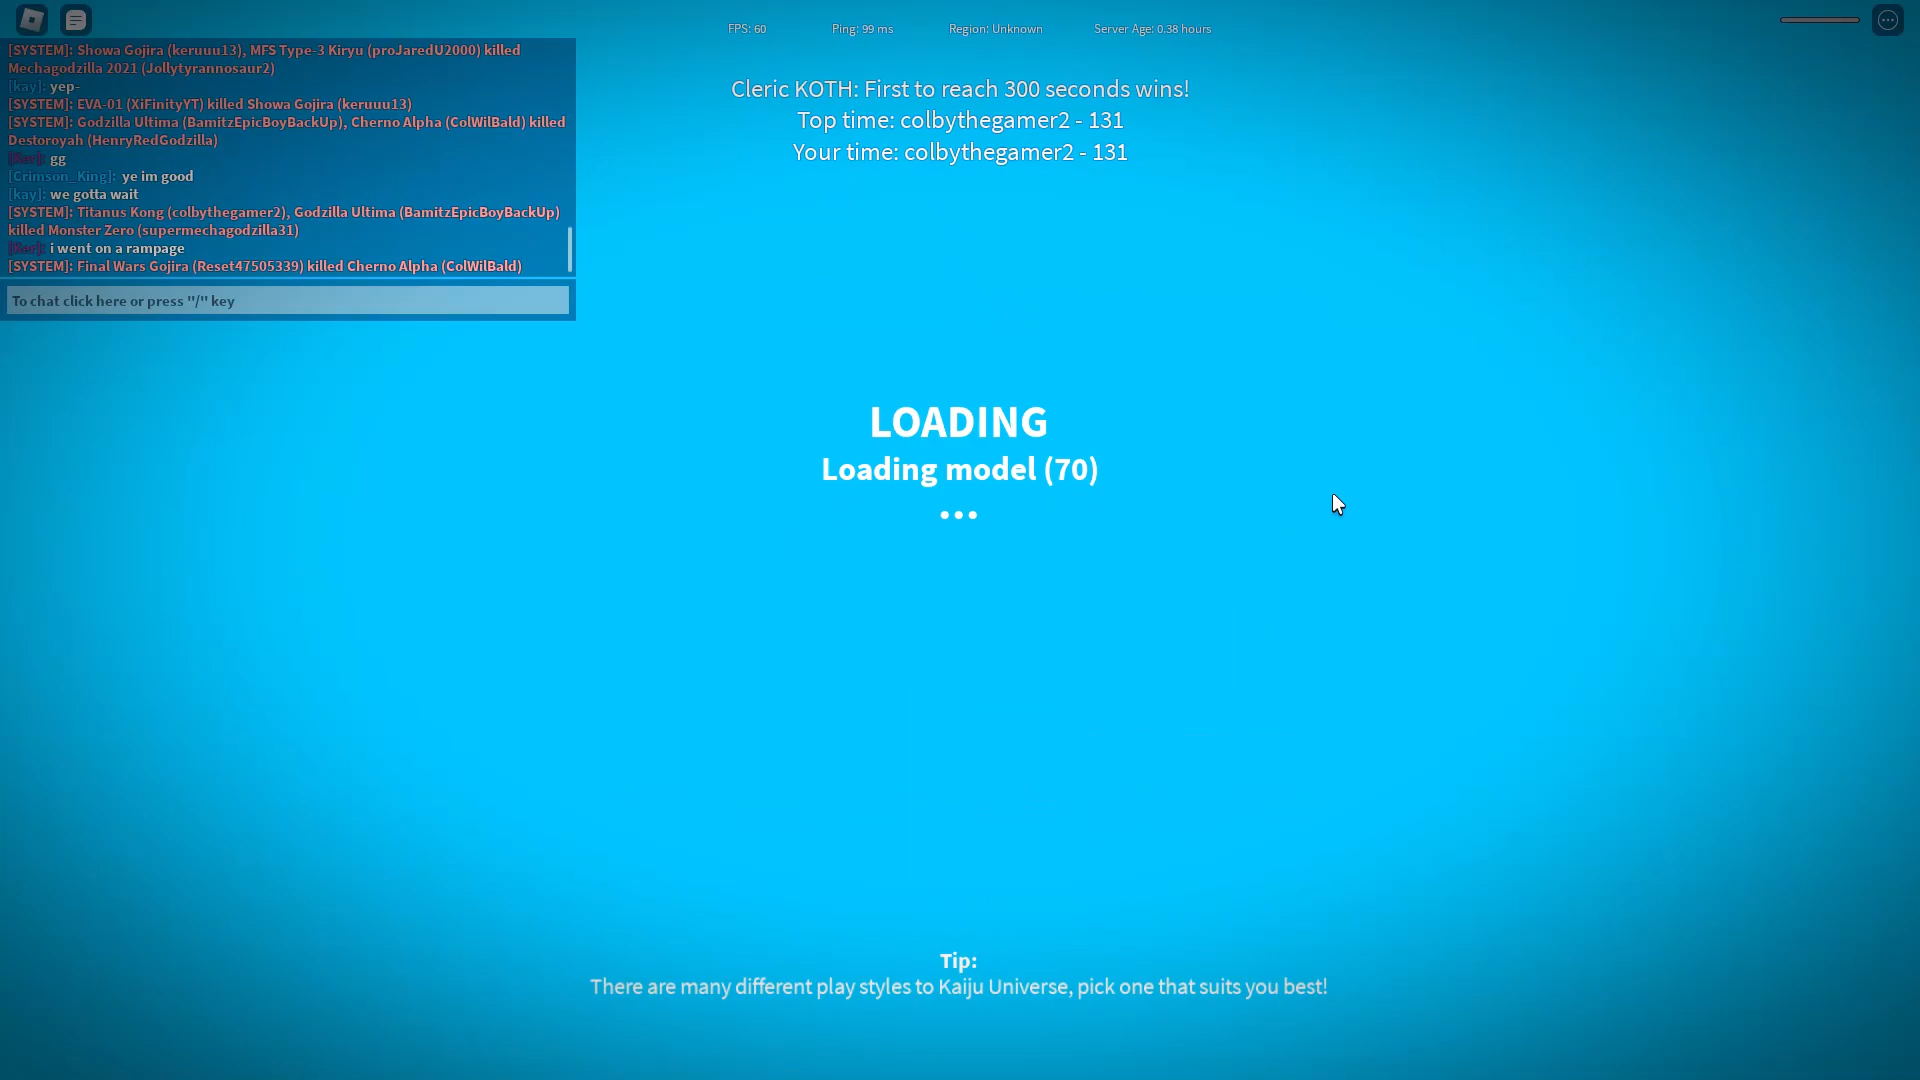 FPS: 60
Ping: 99 ms
Region: Unknown
Server Age: 0.38 hours
[SYSTEM]: Showa Gojira (keruuu13), MFS Type-3 Kiryu (proJaredU2000) killed
Mechagodzilla 2021 (Jollytyrannosaur2)
[kay]: yep-
[SYSTEM]: EVA-01 (XiFinityYT) killed Showa Gojira (keruuu13)
[SYSTEM]: Godzilla Ultima (BamitzEpicBoyBackUp), Cherno Alpha (ColWilBald) killed
Destoroyah (HenryRedGodzilla)
[Ker]: gg
[Crimson_King]: ye im good
[kay]: we gotta wait
[SYSTEM]: Titanus Kong (colbythegamer2), Godzilla Ultima (BamitzEpicBoyBackUp)
killed Monster Zero (supermechagodzilla31)
[Ker]: i went on a rampage
[SYSTEM]: Final Wars Gojira (Reset47505339) killed Cherno Alpha (ColWilBald)
To chat click here or press "/" key
Cleric KOTH: First to reach 300 seconds wins!
Top time: colbythegamer2 - 131
Your time: colbythegamer2 - 131
LOADING
Loading model (70)
...
Tip:
There are many different play styles to Kaiju Universe, pick one that suits you best!